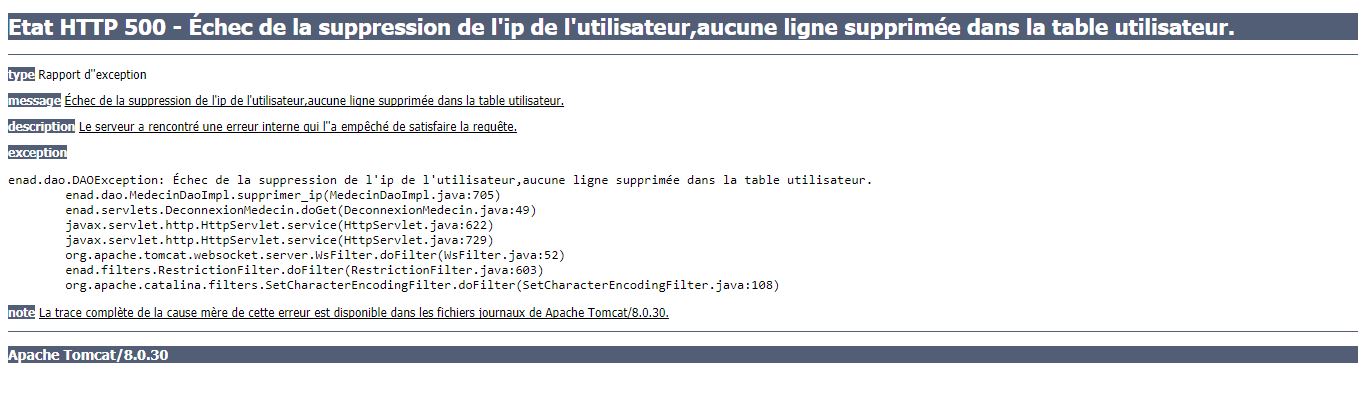 Etat HTTP 500 - Échec de la suppression de l'ip de l'utilisateur,aucune ligne supprimée dans la table utilisateur.
type Rapport d''exception
message Échec de la suppression de l'ip de l'utilisateur,aucune ligne supprimée dans la table utilisateur.
description Le serveur a rencontré une erreur interne qui l''a empêché de satisfaire la requête.
exception
enad.dao.DAOException: Échec de la suppression de l'ip de l'utilisateur,aucune ligne supprimée dans la table utilisateur.
enad.dao.MedecinDaoImpl.supprimer_ip(MedecinDaoImpl.java:705)
enad.servlets.DeconnexionMedecin.doGet(DeconnexionMedecin.java:49)
javax.servlet.http.HttpServlet.service(HttpServlet.java:622)
javax.servlet.http.HttpServlet.service(HttpServlet.java:729)
org.apache.tomcat.websocket.server.WsFilter.doFilter(WsFilter.java:52)
enad.filters.RestrictionFilter.doFilter(RestrictionFilter.java:603)
org.apache.catalina.filters.SetCharacterEncodingFilter.doFilter(SetCharacterEncodingFilter.java:108)
note La trace complète de la cause mère de cette erreur est disponible dans les fichiers journaux de Apache Tomcat/8.0.30.
Apache Tomcat/8.0.30